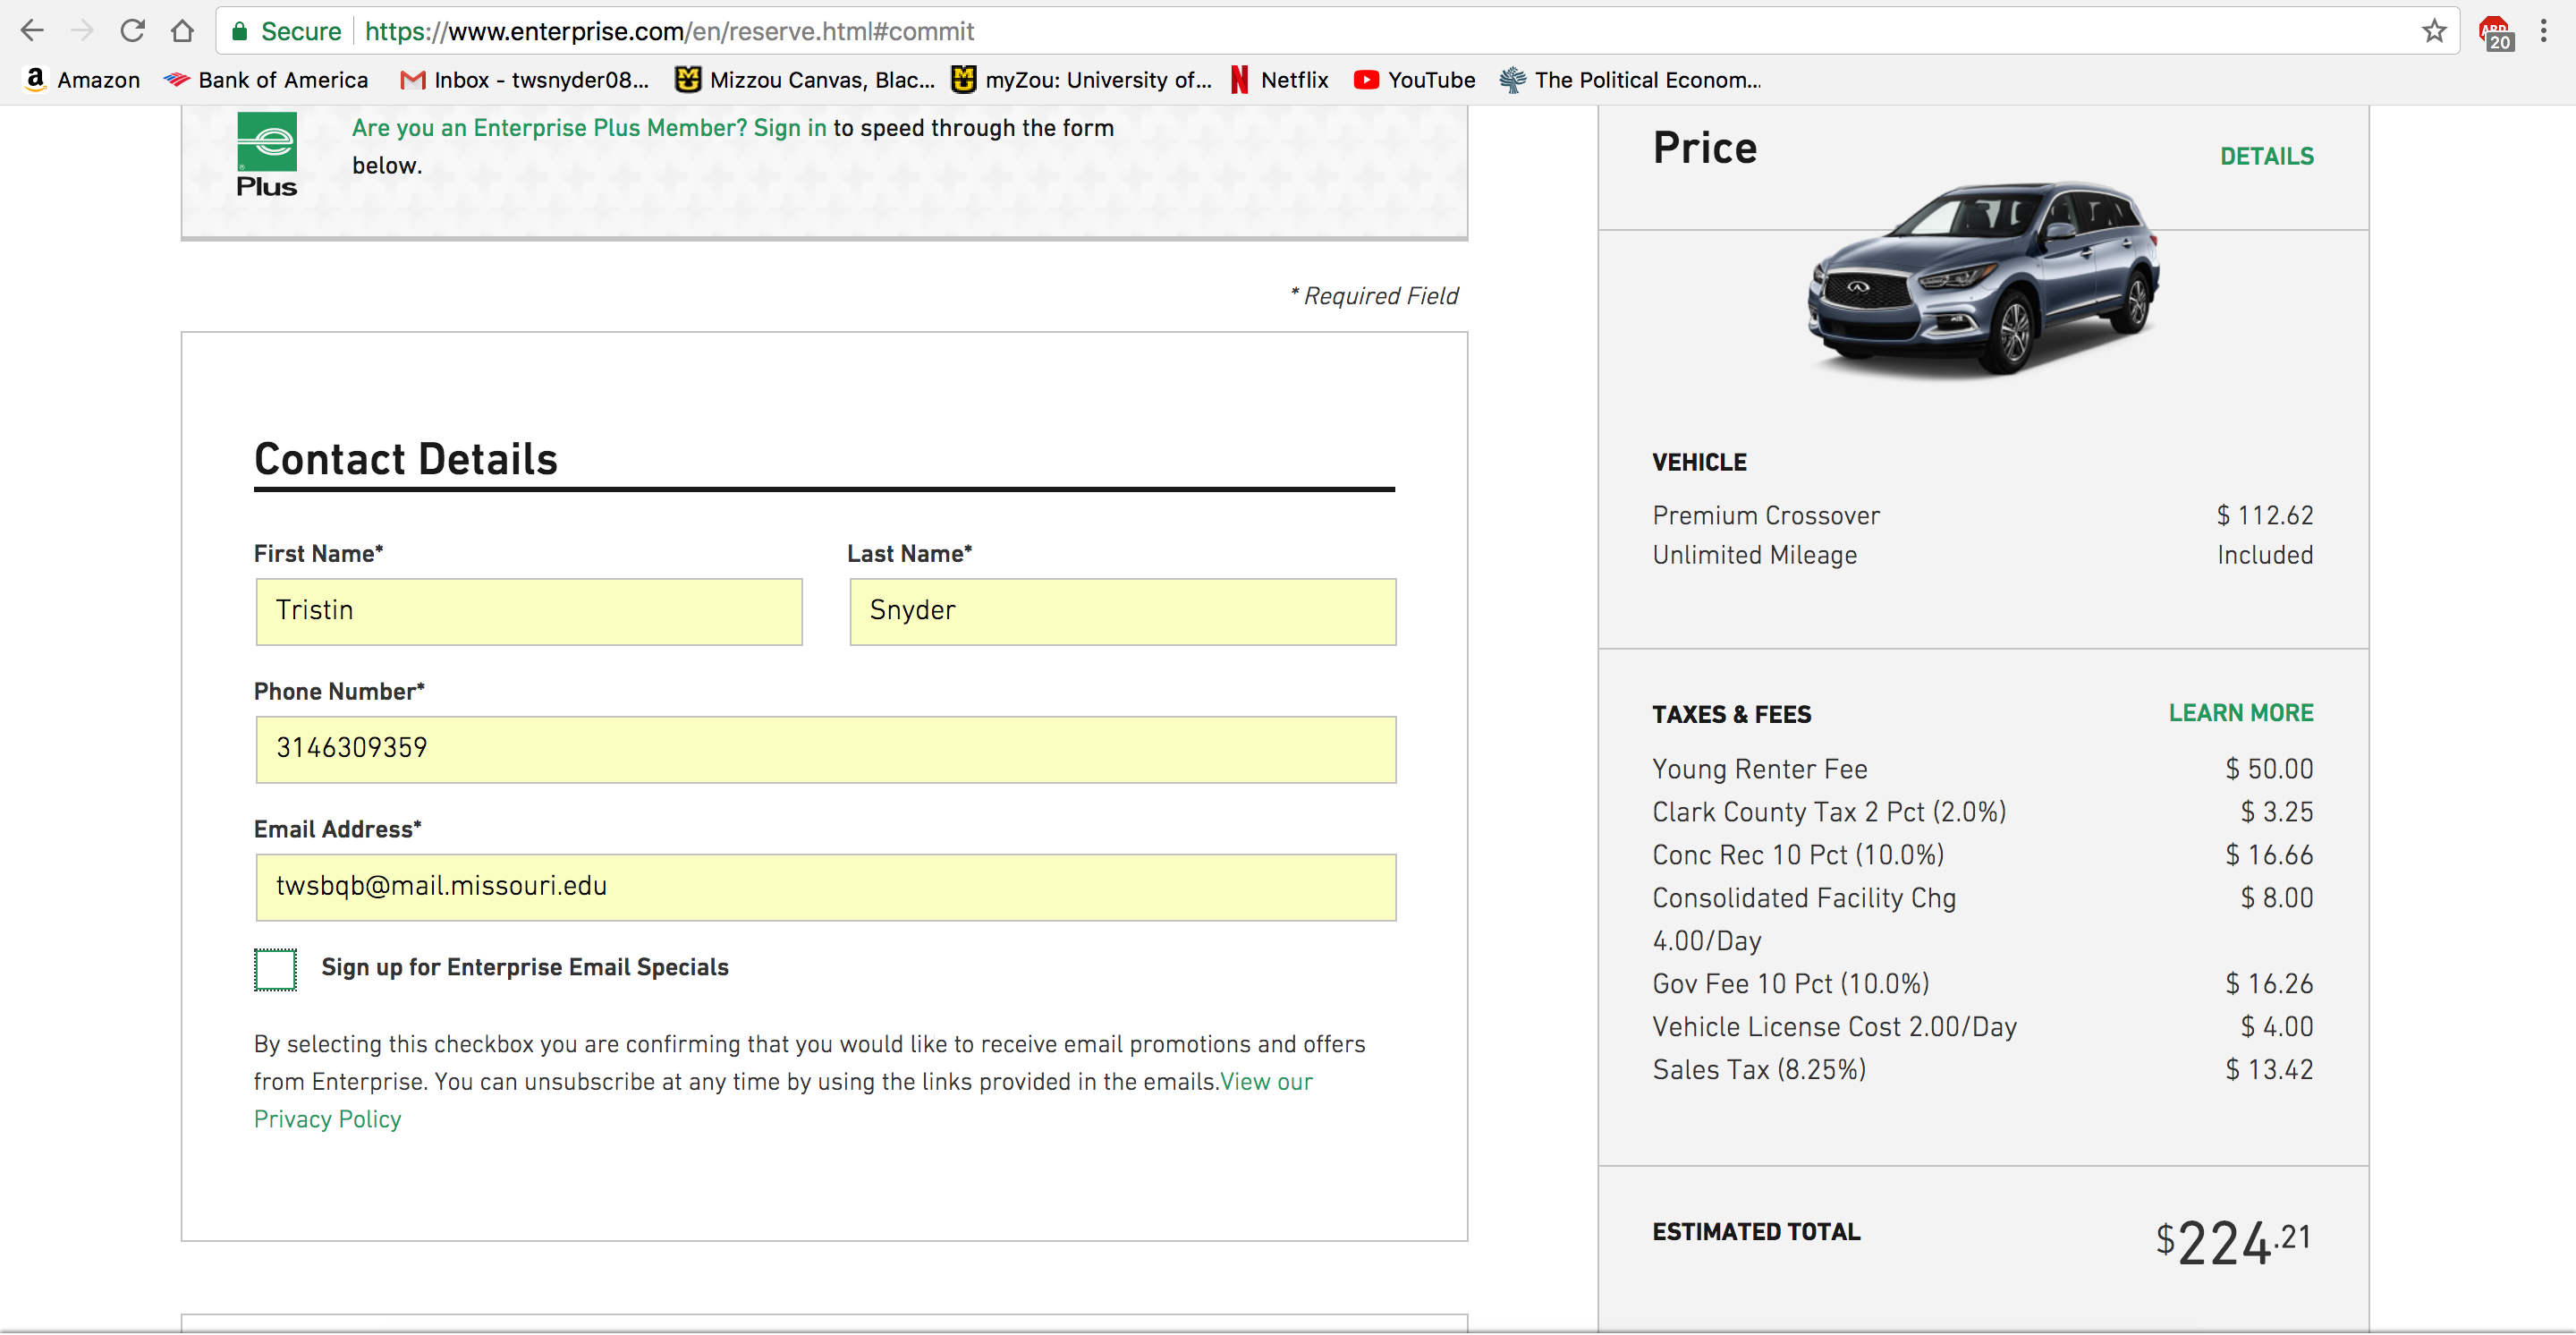 Secure https://www.enterprise.com/en/reserve.html#commit
20
Amazon Bank of America Inbox - twsnyder08... Mizzou Canvas, Blac... myZou: University of... Netflix YouTube The Political Econom...
Plus
Are you an Enterprise Plus Member? Sign in to speed through the form
below.
* Required Field
Contact Details
First Name* Last Name*
Tristin Snyder
Phone Number*
3146309359
Email Address*
twsbqb@mail.missouri.edu
Sign up for Enterprise Email Specials
By selecting this checkbox you are confirming that you would like to receive email promotions and offers
from Enterprise. You can unsubscribe at any time by using the links provided in the emails.View our
Privacy Policy
Price DETAILS
VEHICLE
Premium Crossover $ 112.62
Unlimited Mileage Included
TAXES & FEES LEARN MORE
Young Renter Fee $ 50.00
Clark County Tax 2 Pct (2.0%) $ 3.25
Conc Rec 10 Pct (10.0%) $ 16.66
Consolidated Facility Chg $ 8.00
4.00/Day
Gov Fee 10 Pct (10.0%) $ 16.26
Vehicle License Cost 2.00/Day $ 4.00
Sales Tax (8.25%) $ 13.42
ESTIMATED TOTAL $224.21